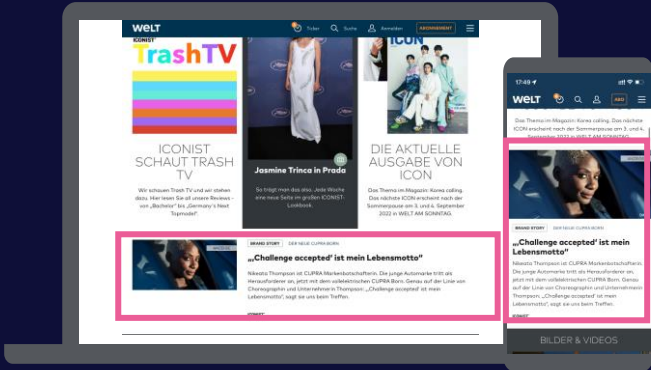 WELT
Ticker
Suche
Anmelden
ABONNEMENT
ICONIST
TrashTV
ICON
ICONIST
SCHAUT TRASH
TV
Wir schauen Trash TV und wir stehen
dazu. Hier lesen Sie all unsere Reviews -
von „Bachelor" bis „Germany's Next
Topmodel".
Jasmine Trinca in Prada
So trägt man das also. Jede Woche
eine neue Seite im großen ICONIST-
Lookbook.
DIE AKTUELLE
AUSGABE VON
ICON
Das Thema im Magazin: Korea calling.
Das nächste ICON erscheint nach der
Sommerpause am 3. und 4. September
2022 in WELT AM SONNTAG.
ANZEIGE
BRAND STORY
DER NEUE CUPRA BORN
„‚Challenge accepted' ist mein Lebensmotto"
Nikeata Thompson ist CUPRA Markenbotschafterin. Die junge Automarke tritt als
Herausforderer an, jetzt mit dem vollelektrischen CUPRA Born. Genau auf der Linie von
Choreographin und Unternehmerin Thompson: „‚Challenge accepted' ist mein
Lebensmotto", sagt sie uns beim Treffen.
ICONIST
17:49
WELT
ABO
Das Thema im Magazin: Korea calling. Das nächste
ICON erscheint nach der Sommerpause am 3. und 4.
September 2022 in WELT AM SONNTAG.
BRAND STORY
DER NEUE CUPRA BORN
„‚Challenge accepted' ist mein
Lebensmotto"
Nikeata Thompson ist CUPRA Markenbotschafterin.
Die junge Automarke tritt als Herausforderer an,
jetzt mit dem vollelektrischen CUPRA Born. Genau
auf der Linie von Choreographin und Unternehmerin
Thompson: „‚Challenge accepted' ist mein
Lebensmotto", sagt sie uns beim Treffen.
ICONIST
BILDER & VIDEOS